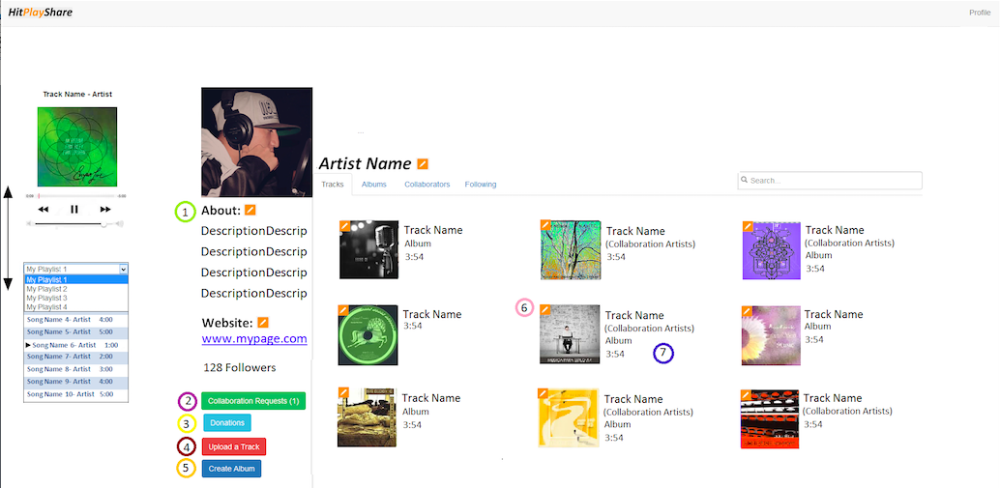 HitPlayShare
Profile
Track Name - Artist
My Playlist 1
My Playlist 1
My Playlist 2
My Playlist 3
My Playlist 4
Song Name 4- Artist 4:00
Song Name 5- Artist 5:00
Song Name 6- Artist 1:00
Song Name 7- Artist 2:00
Song Name 8- Artist 3:00
Song Name 9- Artist 4:00
Song Name 10- Artist 5:00
1
About:
DescriptionDescrip
DescriptionDescrip
DescriptionDescrip
DescriptionDescrip
Website:
www.mypage.com
128 Followers
2
Collaboration Requests (1)
3
Donations
4
Upload a Track
5
Create Album
Artist Name
Tracks Albums Collaborators Following
Search...
Track Name
Album
3:54
Track Name
(Collaboration Artists)
3:54
Track Name
(Collaboration Artists)
Album
3:54
Track Name
3:54
6
Track Name
(Collaboration Artists)
Album
3:54
7
Track Name
Album
3:54
Track Name
Album
3:54
Track Name
(Collaboration Artists)
Album
3:54
Track Name
(Collaboration Artists)
3:54